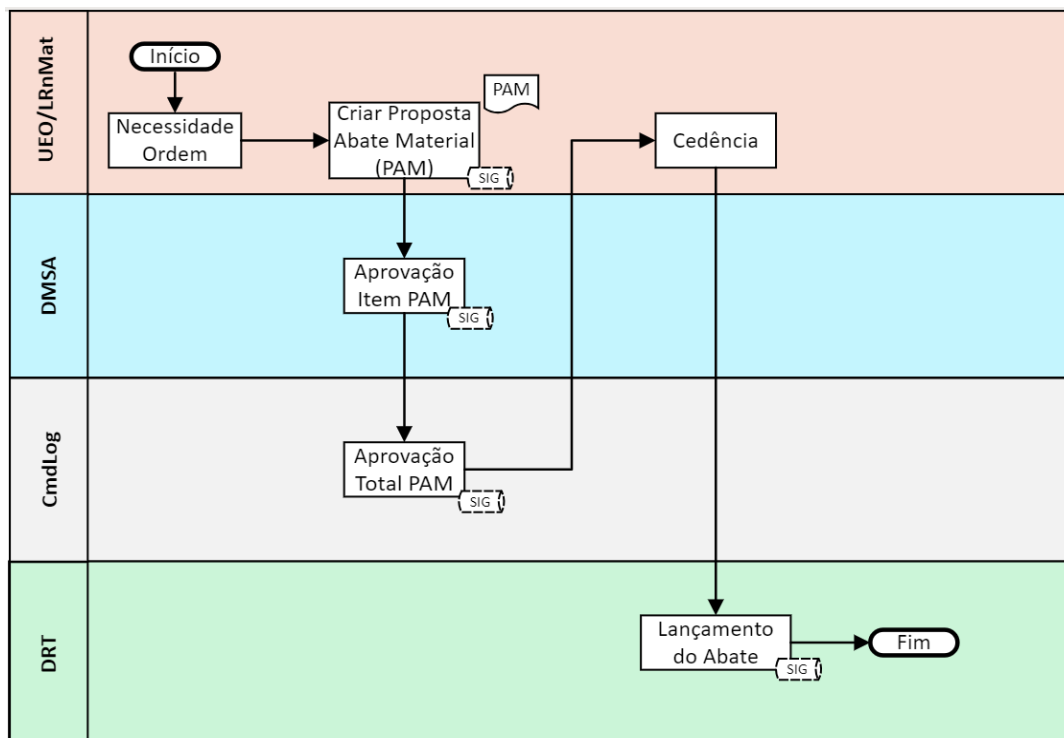 UEO/LRnMat
Início
PAM
Necessidade
Ordem
Criar Proposta
Abate Material
(PAM)
SIG
Cedência
DMSA
Aprovação
Item PAM
SIG
CmdLog
Aprovação
Total PAM
SIG
DRT
Lançamento
do Abate
SIG
Fim